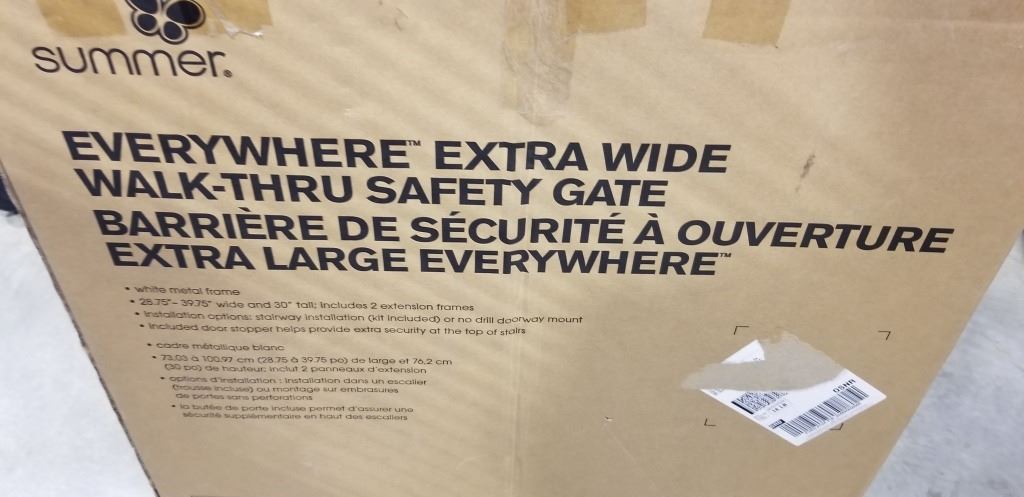 summer®
EVERYWHERE™ EXTRA WIDE
WALK-THRU SAFETY GATE
BARRIÈRE DE SÉCURITÉ À OUVERTURE
EXTRA LARGE EVERYWHERE™
• white metal frame
• 28.75"– 39.75" wide and 30" tall; includes 2 extension frames
• Installation options: stairway installation (kit included) or no drill doorway mount
• Included door stopper helps provide extra security at the top of stairs
• cadre métallique blanc
• 73,03 à 100,97 cm (28.75 à 39.75 po) de large et 76,2 cm
(30 po) de hauteur; inclut 2 panneaux d'extension
• options d'installation : installation dans un escalier
(trousse incluse) ou montage sur embrasures
de portes sans perforations
• la butée de porte incluse permet d'assurer une
sécurité supplémentaire en haut des escaliers